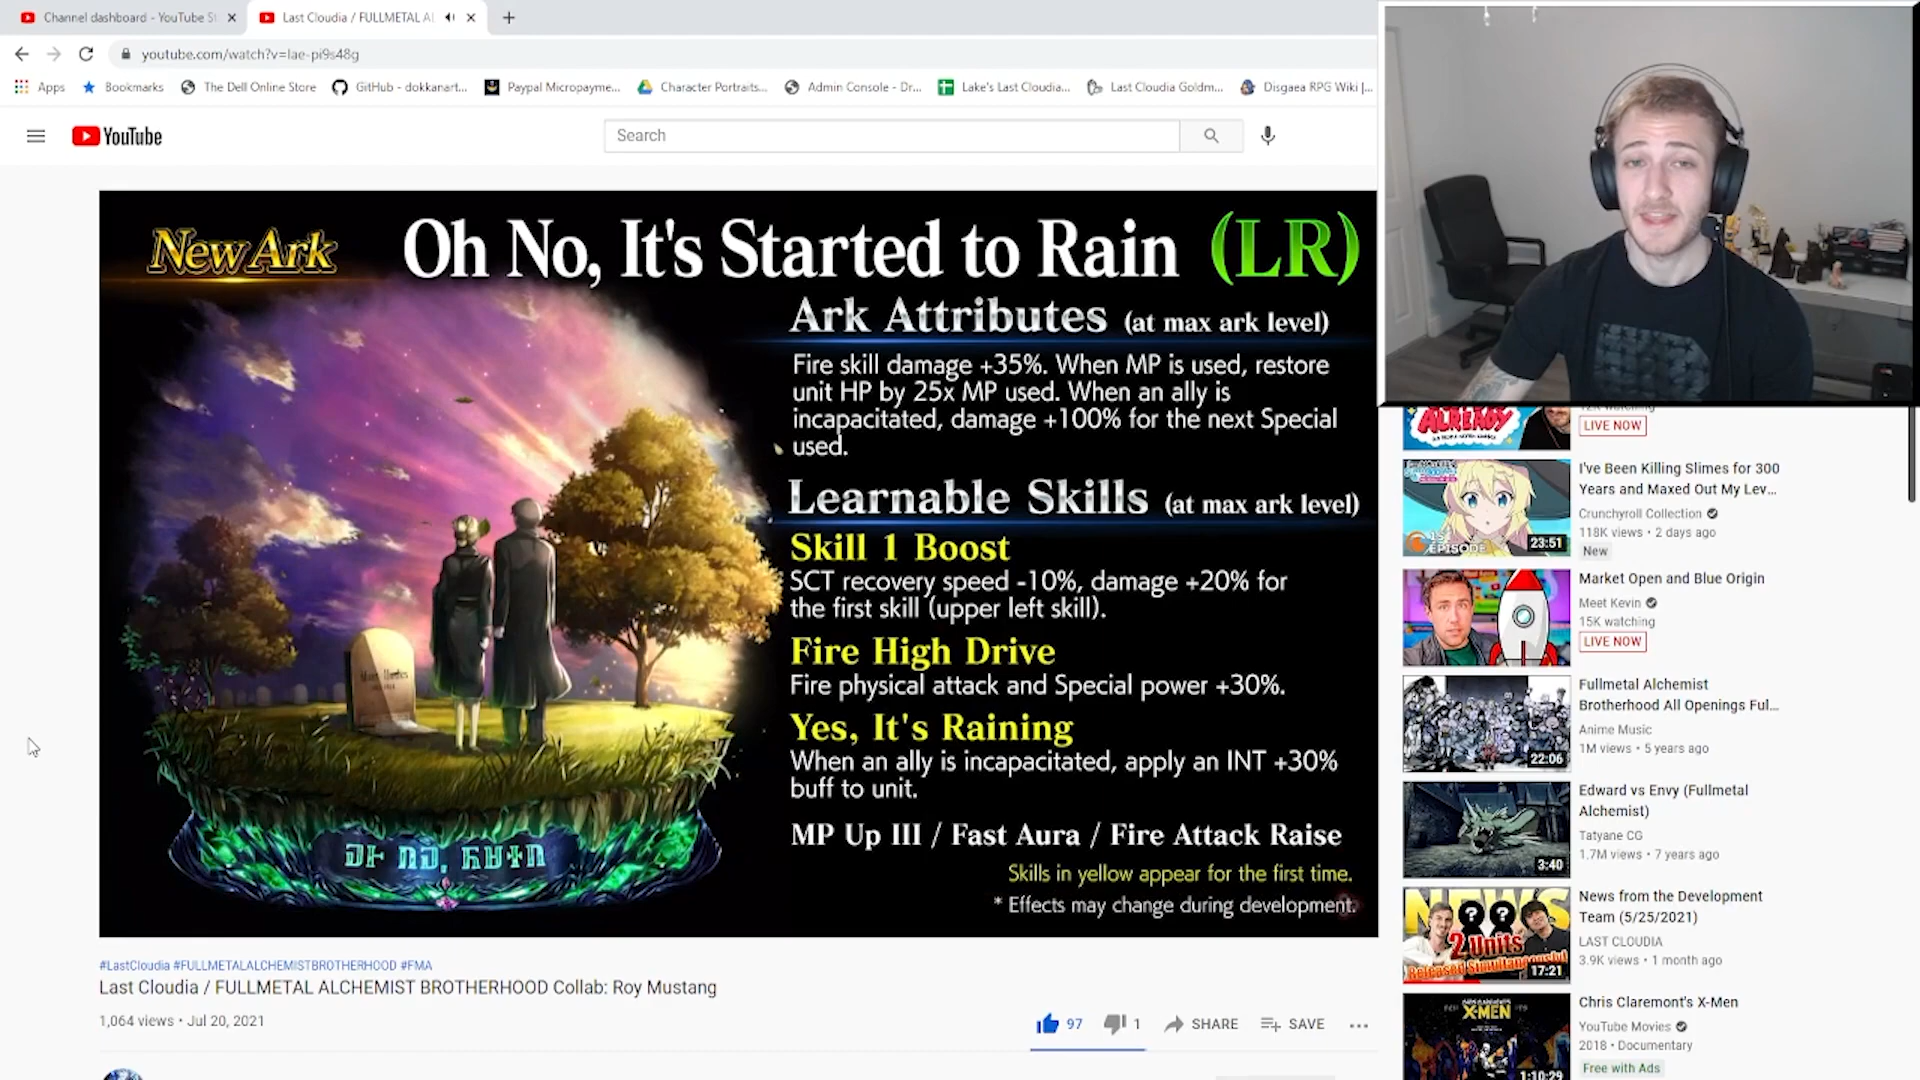 Channel dashboard - YouTube St
Last Cloudia / FULLMETAL AL
youtube.com/watch?v=lae-pi9s48g
Apps
Bookmarks
The Dell Online Store
GitHub - dokkanart...
Paypal Micropayme...
Character Portraits...
Admin Console - Dr...
Lake's Last Cloudia...
Last Cloudia Goldm...
Disgaea RPG Wiki |...
YouTube
Search
New Ark
Oh No, It's Started to Rain (LR)
Ark Attributes (at max ark level)
Fire skill damage +35%. When MP is used, restore
unit HP by 25x MP used. When an ally is
incapacitated, damage +100% for the next Special
used.
Learnable Skills (at max ark level)
Skill 1 Boost
SCT recovery speed -10%, damage +20% for
the first skill (upper left skill).
Fire High Drive
Fire physical attack and Special power +30%.
Yes, It's Raining
When an ally is incapacitated, apply an INT +30%
buff to unit.
MP Up III / Fast Aura / Fire Attack Raise
Skills in yellow appear for the first time.
* Effects may change during development.
#LastCloudia #FULLMETALALCHEMISTBROTHERHOOD #FMA
Last Cloudia / FULLMETAL ALCHEMIST BROTHERHOOD Collab: Roy Mustang
1,064 views • Jul 20, 2021
97
1
SHARE
SAVE
ALREADY
LIVE NOW
I've Been Killing Slimes for 300
Years and Maxed Out My Lev...
Crunchyroll Collection
118K views • 2 days ago
New
EPISODE
23:51
Market Open and Blue Origin
Meet Kevin
15K watching
LIVE NOW
Fullmetal Alchemist
Brotherhood All Openings Ful...
Anime Music
1M views • 5 years ago
22:06
Edward vs Envy (Fullmetal
Alchemist)
Tatyane CG
1.7M views • 7 years ago
3:40
News from the Development
Team (5/25/2021)
LAST CLOUDIA
3.9K views • 1 month ago
NEWS
2 Units
Released Simultaneously!
17:21
Chris Claremont's X-Men
YouTube Movies
2018 • Documentary
Free with Ads
X-MEN
1:10:29